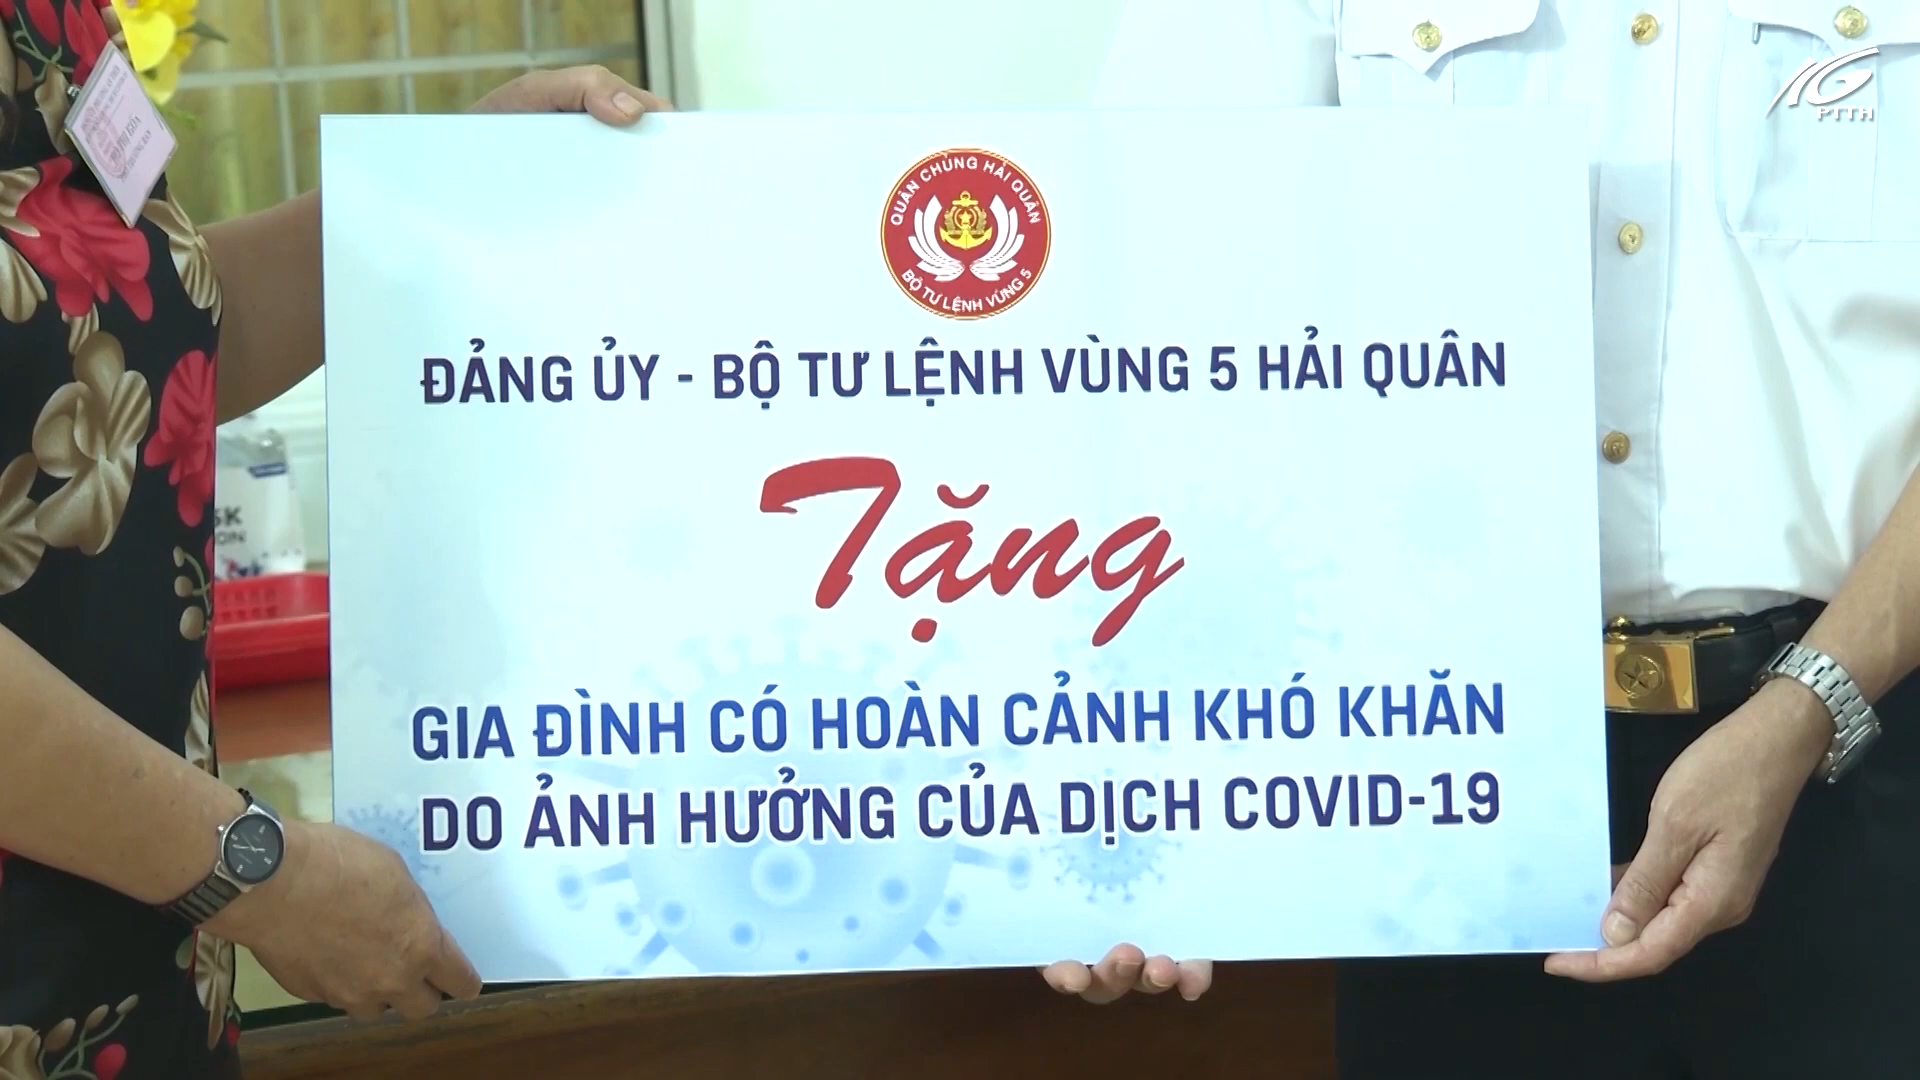 KG
PTTH
QUÂN CHỦNG HẢI QUÂN
BỘ TƯ LỆNH VÙNG 5
ĐẢNG ỦY - BỘ TƯ LỆNH VÙNG 5 HẢI QUÂN
Tặng
GIA ĐÌNH CÓ HOÀN CẢNH KHÓ KHĂN
DO ẢNH HƯỞNG CỦA DỊCH COVID-19